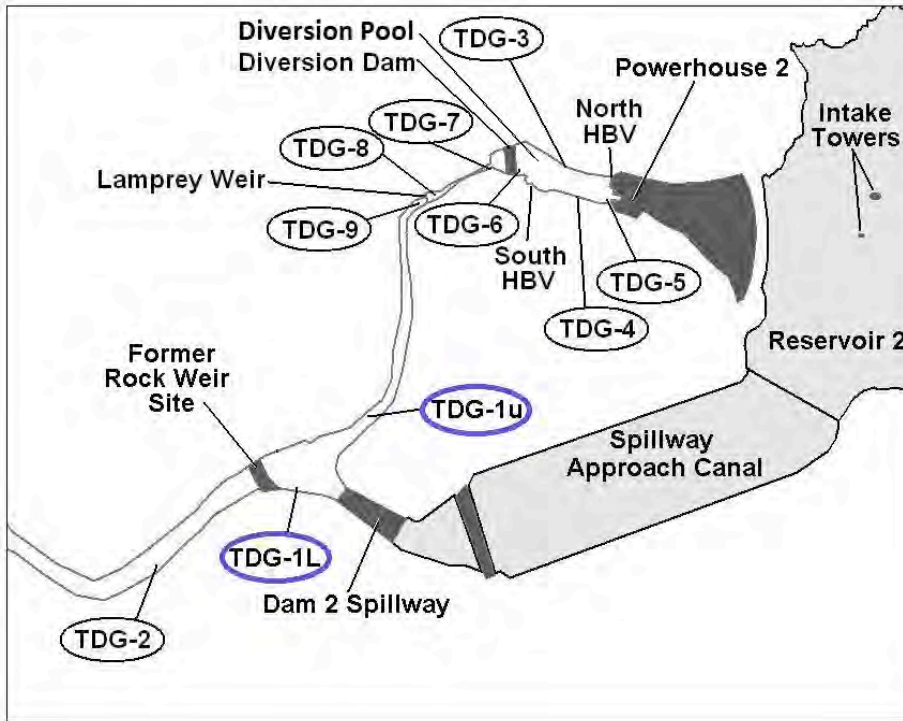 Diversion Pool
Diversion Dam
TDG-3
Powerhouse 2
North
HBV
Intake
Towers
TDG-7
TDG-8
Lamprey Weir
TDG-9
TDG-6
South
HBV
TDG-5
TDG-4
Reservoir 2
Former
Rock Weir
Site
TDG-1u
Spillway
Approach Canal
TDG-1L
Dam 2 Spillway
TDG-2